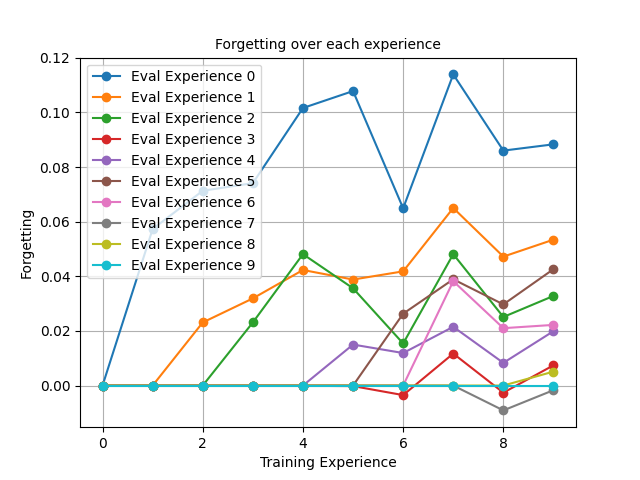 Forgetting over each experience
0.12
0.10
0.08
0.06
0.04
0.02
0.00
Forgetting
Eval Experience 0
Eval Experience 1
Eval Experience 2
Eval Experience 3
Eval Experience 4
Eval Experience 5
Eval Experience 6
Eval Experience 7
Eval Experience 8
Eval Experience 9
0 2 4 6 8
Training Experience